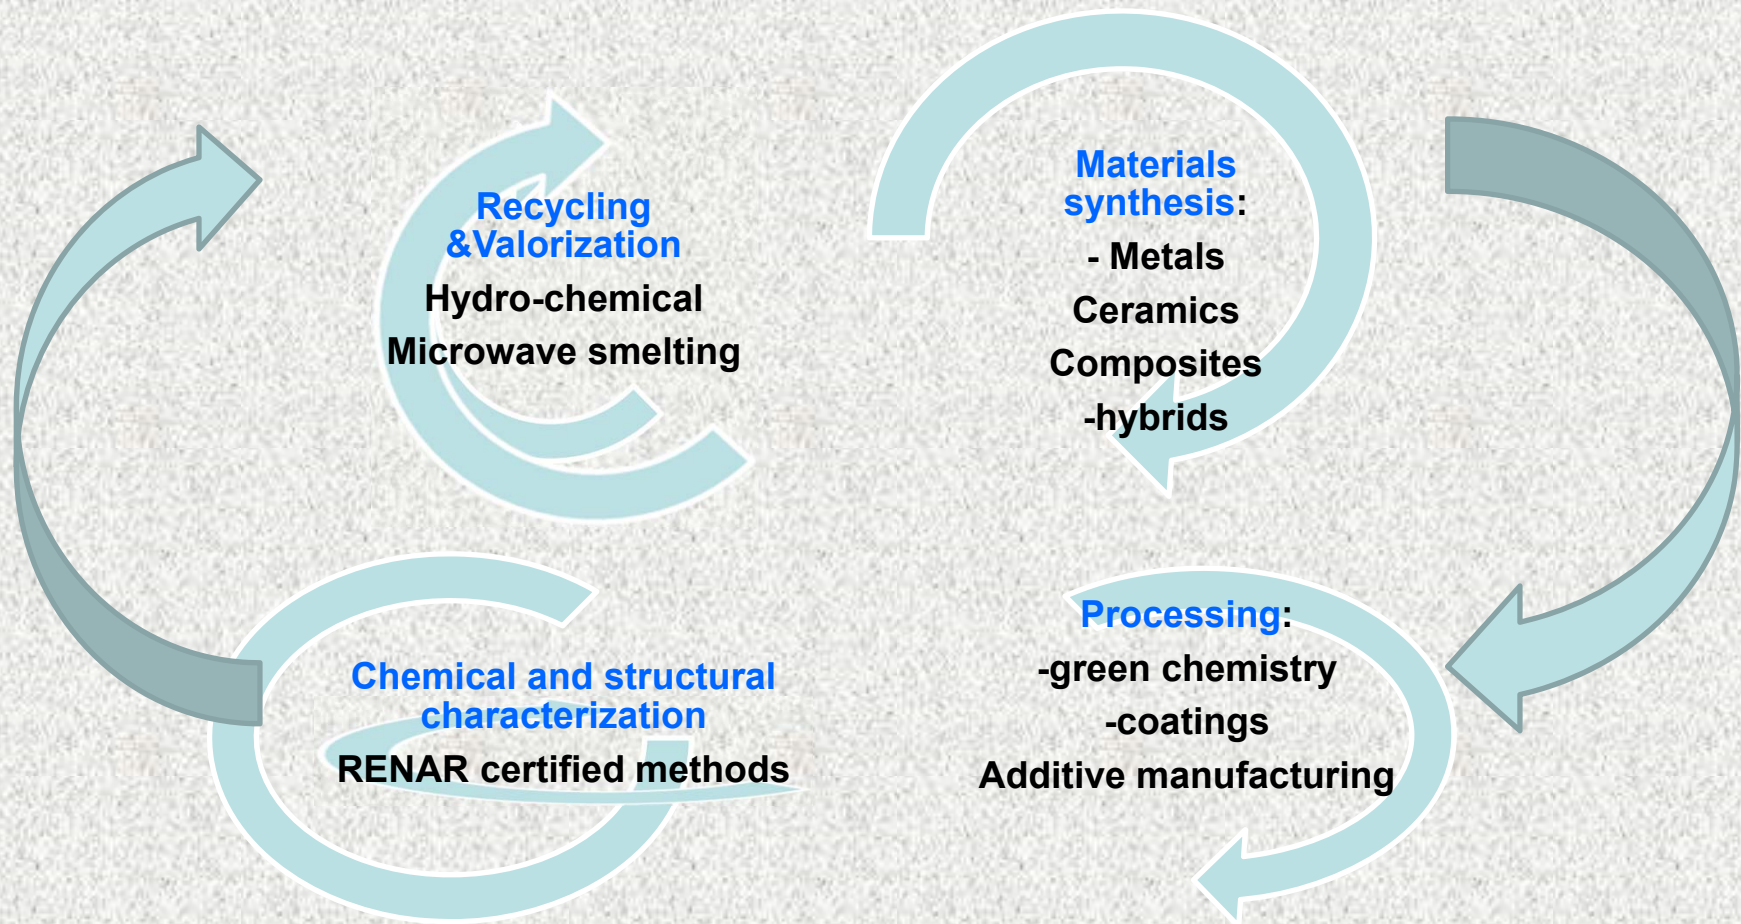 Recycling
&Valorization
Hydro-chemical
Microwave smelting
Materials
synthesis:
- Metals
Ceramics
Composites
-hybrids
Chemical and structural
characterization
RENAR certified methods
Processing:
-green chemistry
-coatings
Additive manufacturing